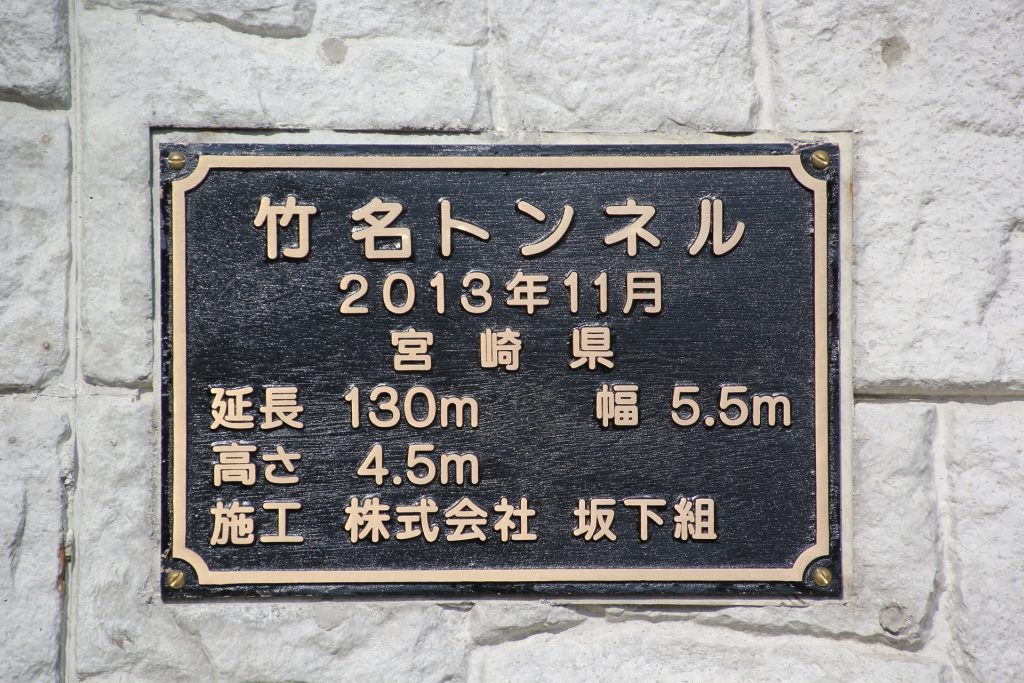 竹名トンネル
2013年11月
宮崎県
延長 130m 幅 5.5m
高さ 4.5m
施工 株式会社 坂下組